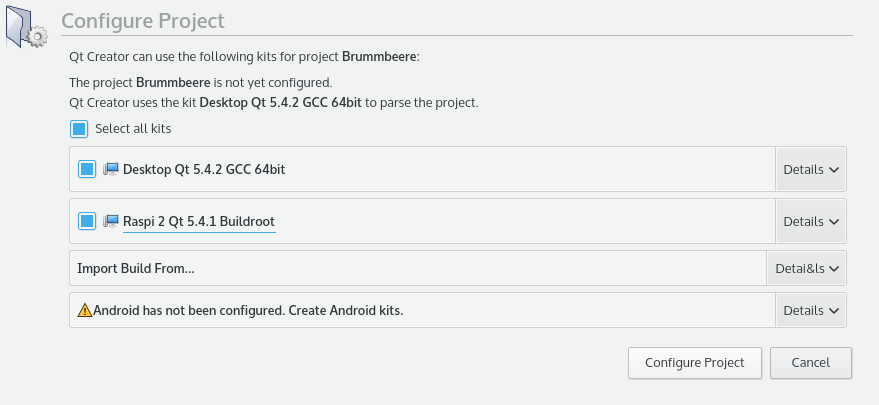 Configure Project
Qt Creator can use the following kits for project Brummbeere:
The project Brummbeere is not yet configured.
Qt Creator uses the kit Desktop Qt 5.4.2 GCC 64bit to parse the project.
Select all kits
Desktop Qt 5.4.2 GCC 64bit Details
Raspi 2 Qt 5.4.1 Buildroot Details
Import Build From... Detai&ls
Android has not been configured. Create Android kits. Details
Configure Project Cancel